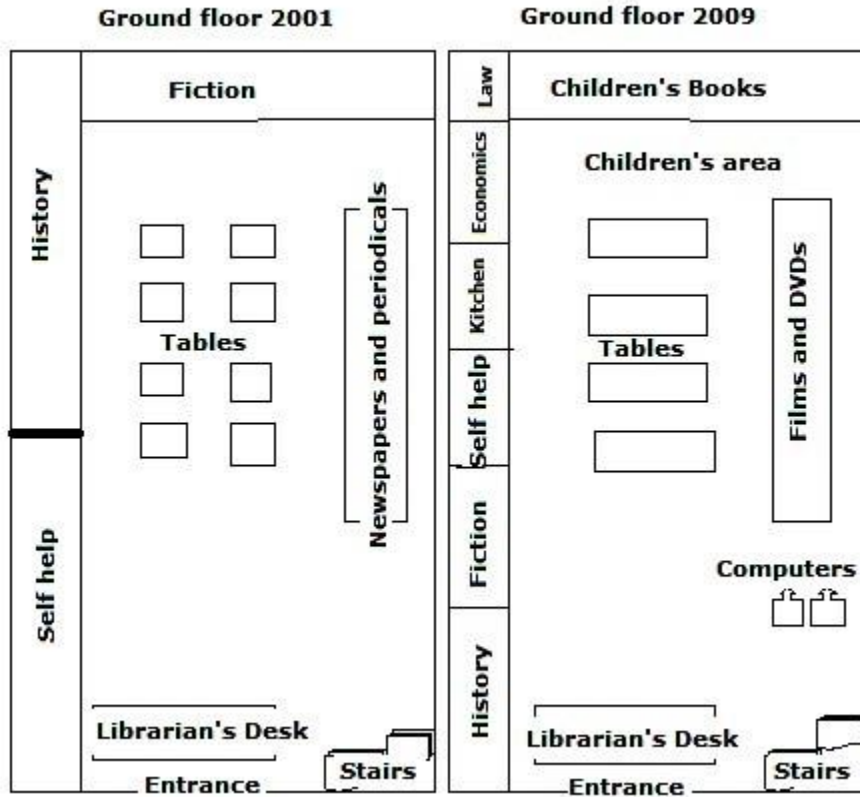 Ground floor 2001
Fiction
History
Newspapers and periodicals
Tables
Self help
Librarian's Desk
Stairs
Entrance
Ground floor 2009
Law
Children's Books
Economics
Children's area
Kitchen
Films and DVDs
Tables
Self help
Fiction
Computers
History
Librarian's Desk
Stairs
Entrance